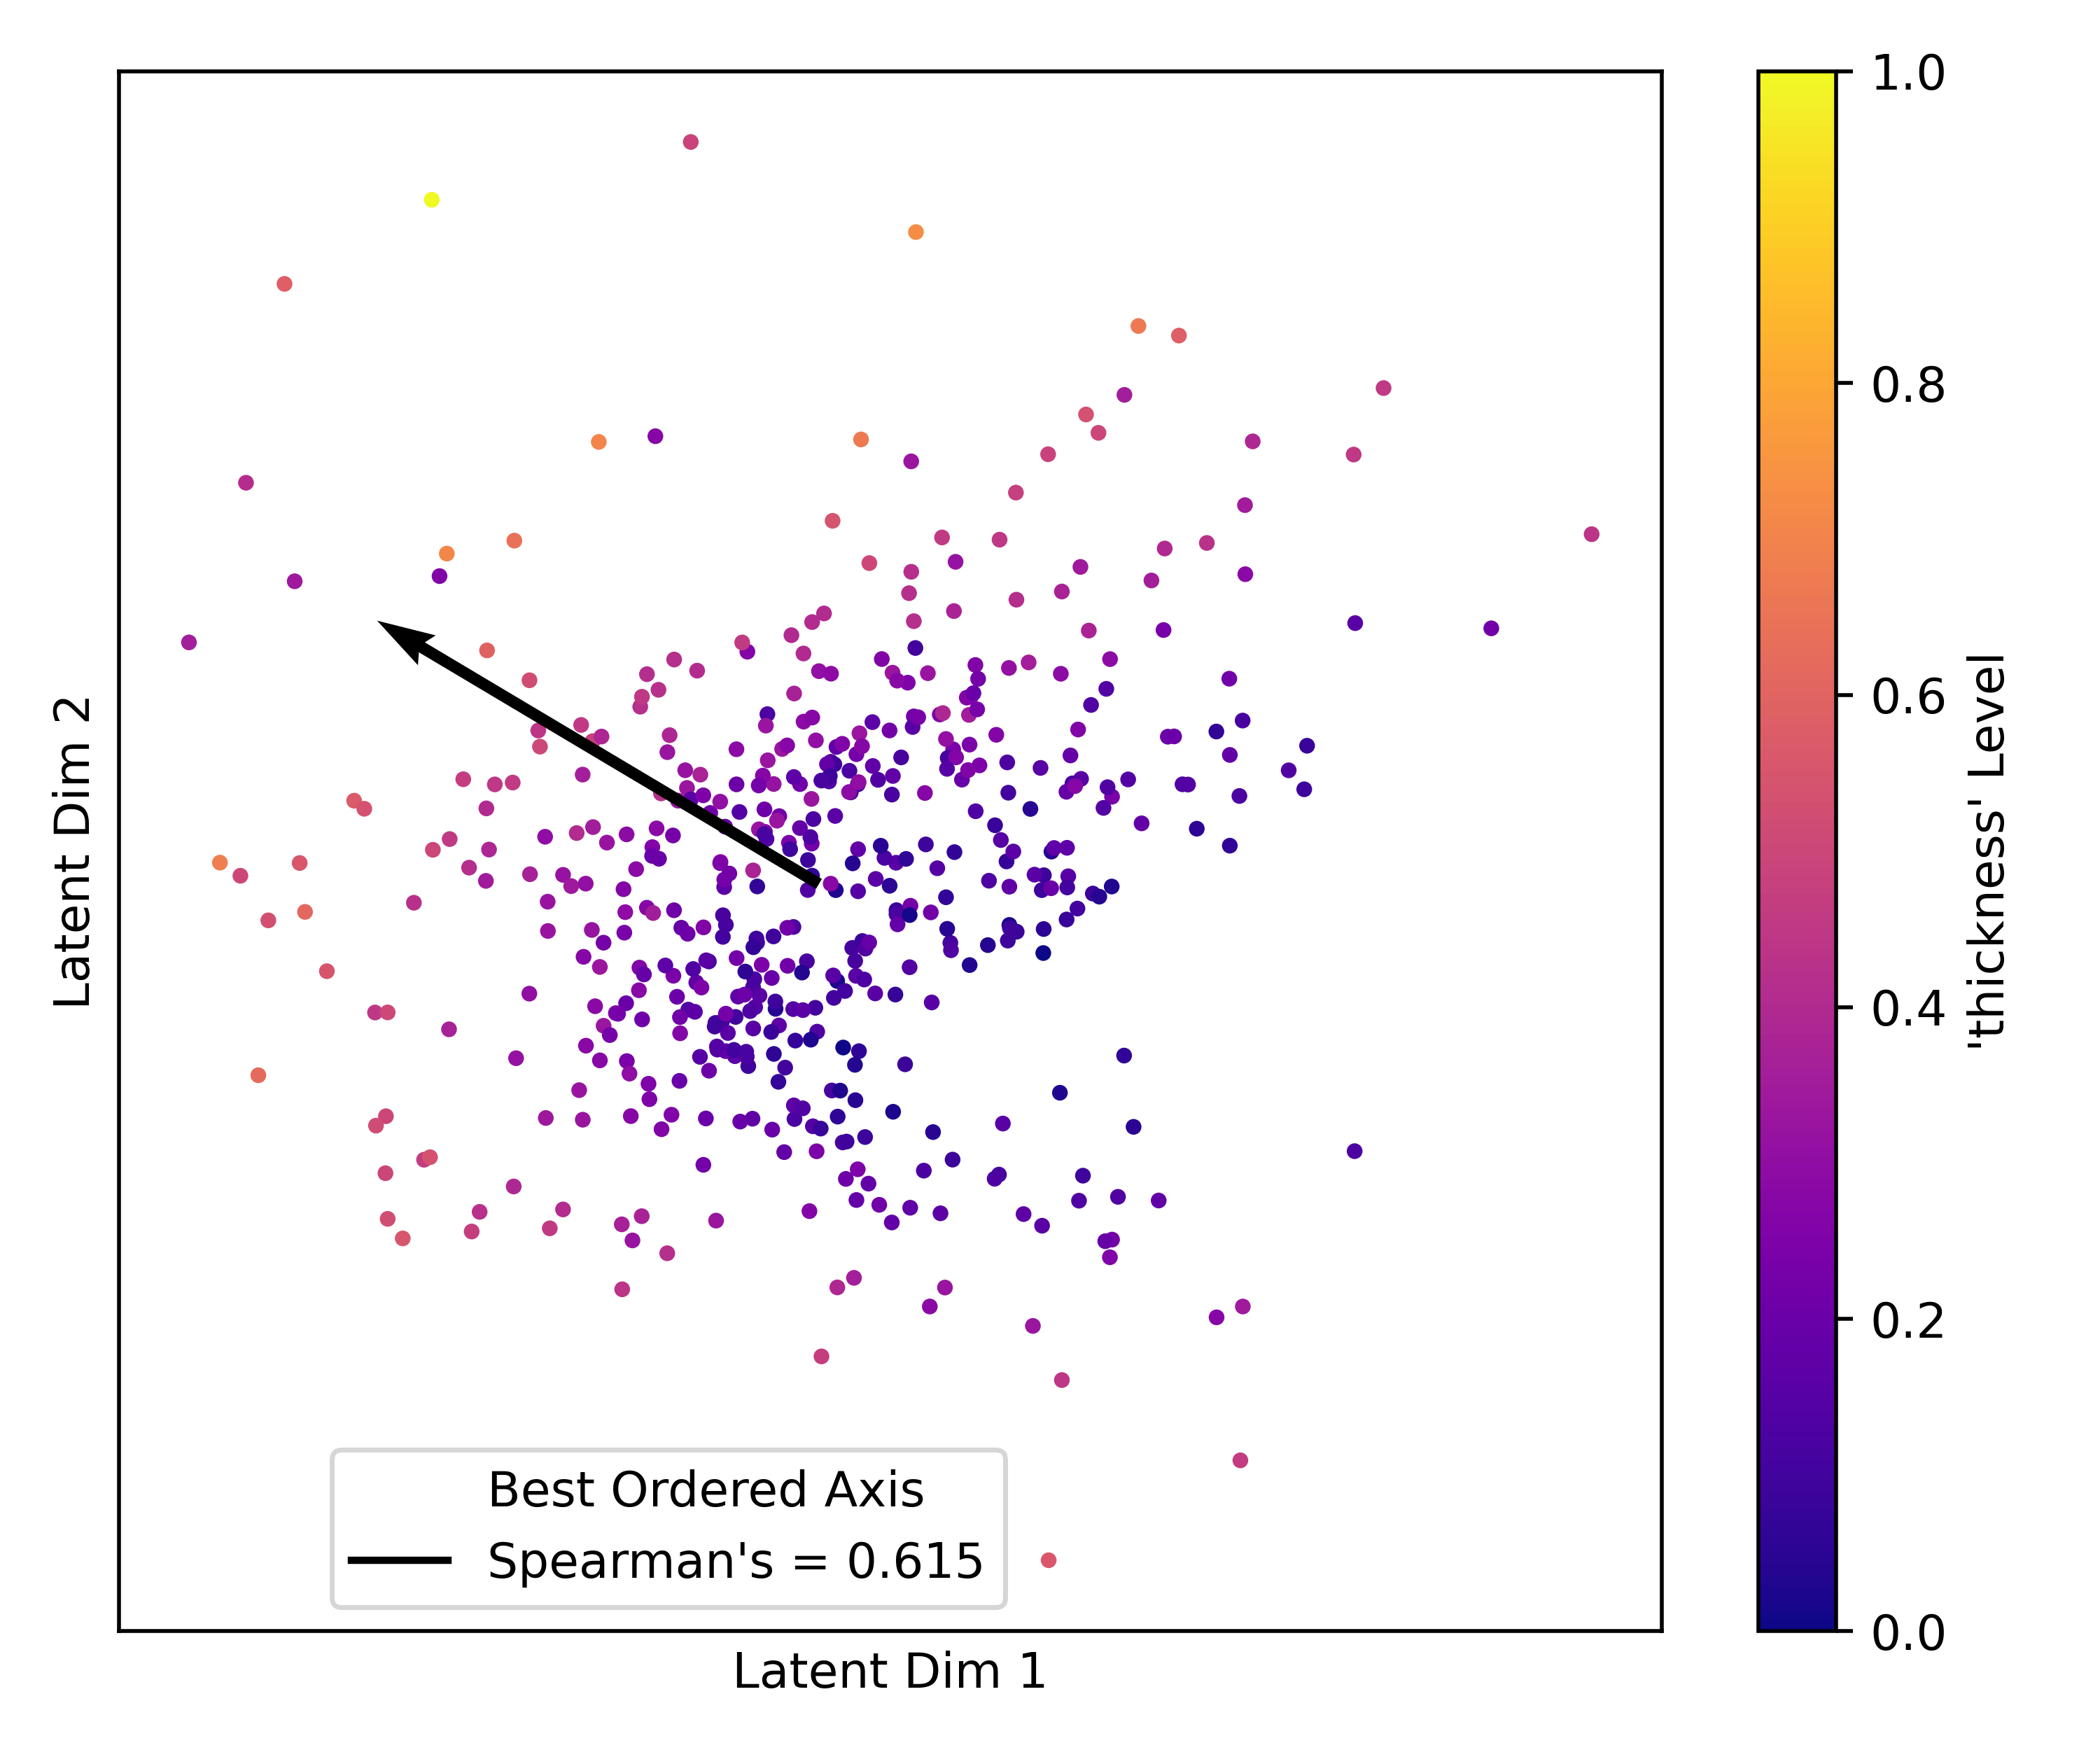 Latent Dim 2
Best Ordered Axis
Spearman's = 0.615
Latent Dim 1
1.0
0.8
0.6
0.4
0.2
0.0
'thickness' Level